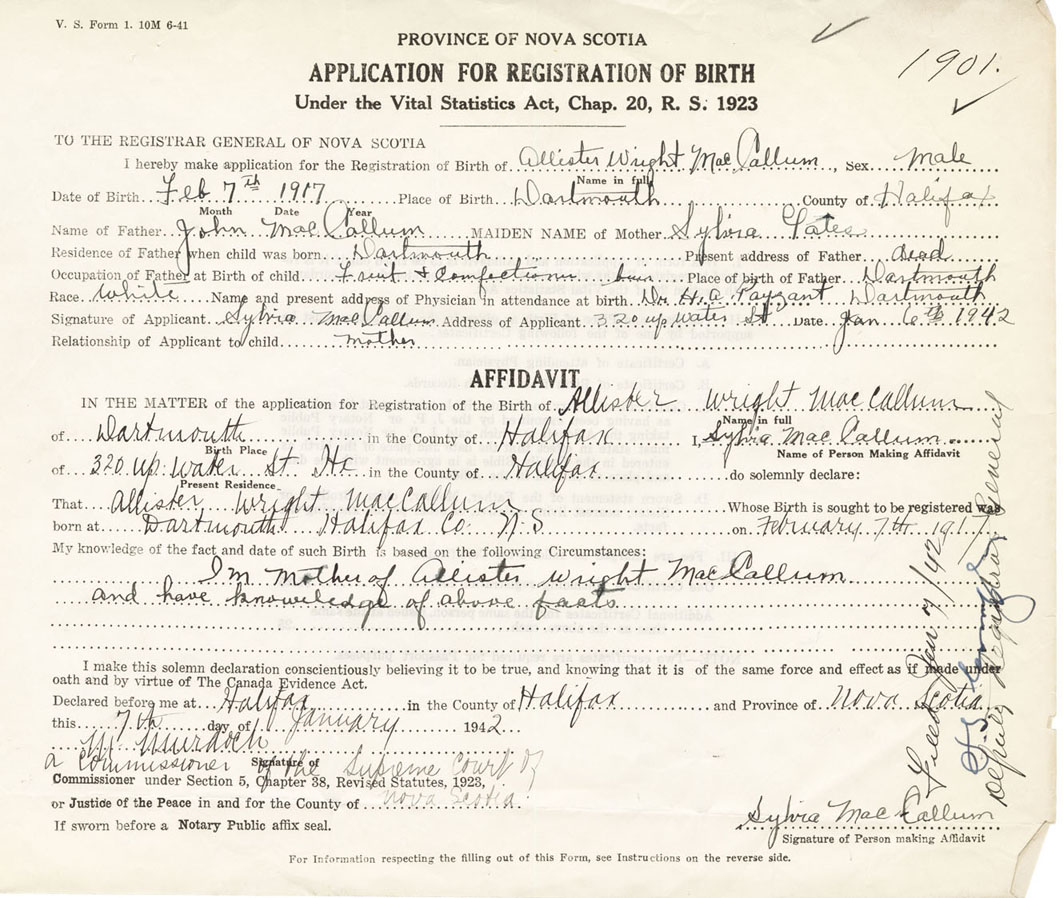 V. S. Form 1. 10M 6-41
PROVINCE OF NOVA SCOTIA
1901.
APPLICATION FOR REGISTRATION OF BIRTH
Under the Vital Statistics Act, Chap. 20, R. S. 1923
TO THE REGISTRAR GENERAL OF NOVA SCOTIA
I hereby make application for the Registration of Birth of Allister Wright MacCallum, Sex male
Name in full
Date of Birth Feb 7th 1917 Place of Birth Dartmouth County of Halifax
Month Date Year
Name of Father John MacCallum MAIDEN NAME of Mother Sylvia Yates
Residence of Father when child was born Dartmouth Present address of Father dead
Occupation of Father at Birth of child Fruit & Confection Place of birth of Father Dartmouth
Race White Name and present address of Physician in attendance at birth Dr. H. A. Payzant Dartmouth
Signature of Applicant Sylvia MacCallum Address of Applicant 320 up water St Date Jan 6th 1942
Relationship of Applicant to child mother
AFFIDAVIT
IN THE MATTER of the application for Registration of the Birth of Allister Wright MacCallum
Name in full
of Dartmouth in the County of Halifax I, Sylvia MacCallum
Birth Place Name of Person Making Affidavit
of 320 up. water St. Hx in the County of Halifax do solemnly declare:
Present Residence
That Allister Wright MacCallum Whose Birth is sought to be registered was
born at Dartmouth Halifax Co. N.S on February 7th 1917
My knowledge of the fact and date of such Birth is based on the following Circumstances:
I'm Mother of Allister Wright MacCallum
and have knowledge of above facts
I make this solemn declaration conscientiously believing it to be true, and knowing that it is of the same force and effect as if made under
oath and by virtue of The Canada Evidence Act.
Declared before me at Halifax in the County of Halifax and Province of Nova Scotia
this 7th day of January 1942
M. Murdoch
a Commissioner of the Supreme Court of
Signature of
Commissioner under Section 5, Chapter 38, Revised Statutes, 1923,
or Justice of the Peace in and for the County of Nova Scotia.
If sworn before a Notary Public affix seal.
Sylvia MacCallum
Signature of Person making Affidavit
For Information respecting the filling out of this Form, see Instructions on the reverse side.
Filed Jan 7/42
Deputy Registrar General